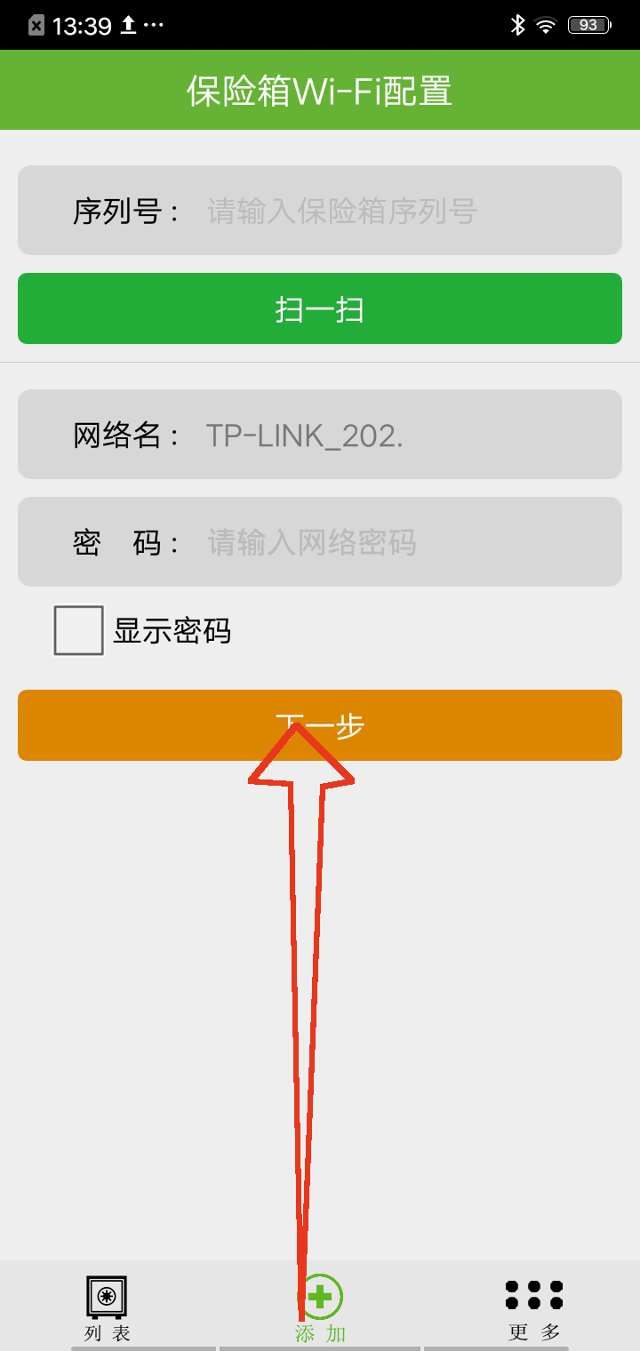 13:39
93
保险箱Wi-Fi配置
序列号: 请输入保险箱序列号
扫一扫
网络名: TP-LINK_202.
密 码: 请输入网络密码
显示密码
下一步
列表 添加 更多